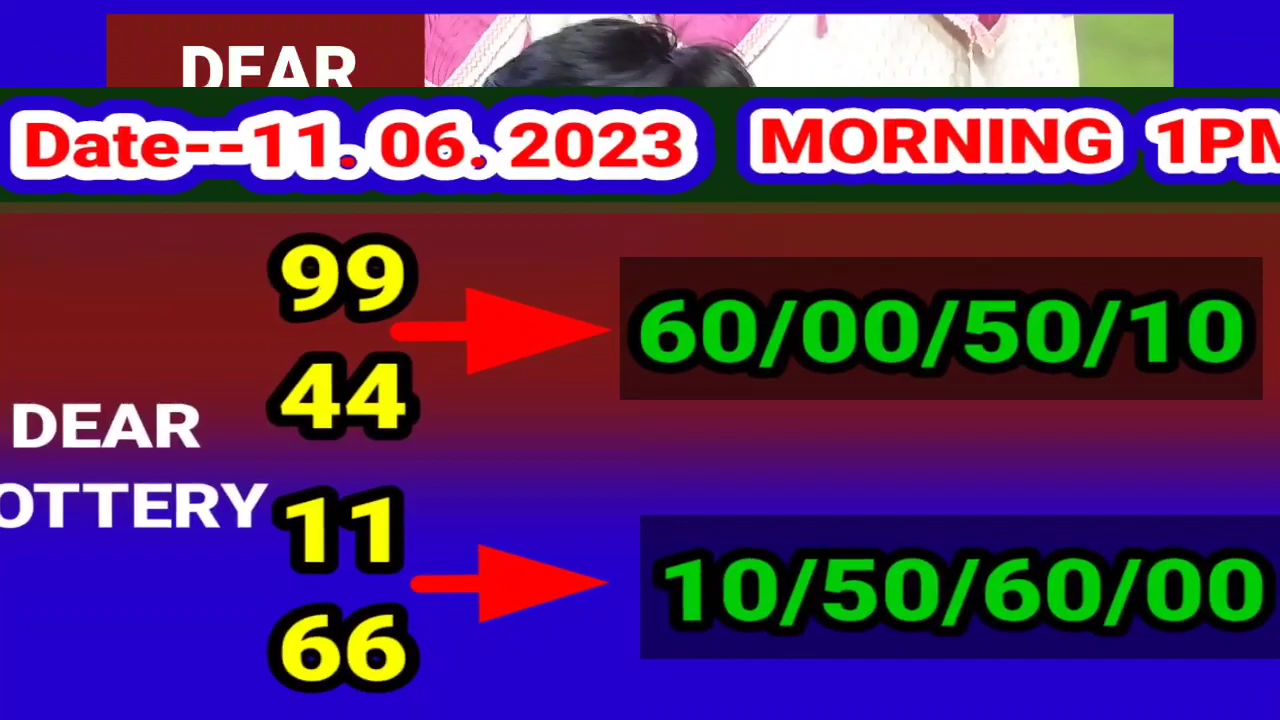 DEAR
Date--11. 06. 2023 MORNING 1PM
99
60/00/50/10
44
DEAR
OTTERY
11
10/50/60/00
66